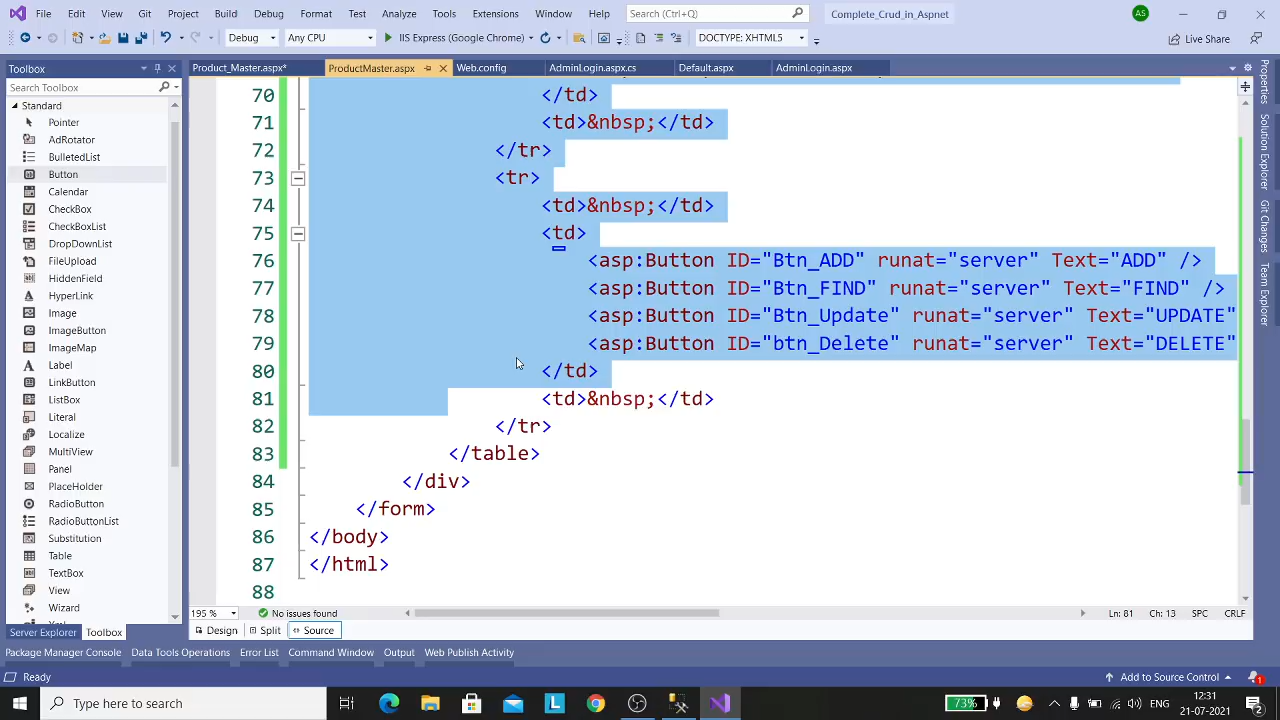 File Edit View Git Project Build Debug Test Analyze Tools Extensions Window Help Search (Ctrl+Q) Complete_Crud_in_Aspnet AS
Debug Any CPU IIS Express (Google Chrome) DOCTYPE: XHTML5 Live Share
Toolbox
Product_Master.aspx* ProductMaster.aspx Web.config AdminLogin.aspx.cs Default.aspx AdminLogin.aspx
Search Toolbox
Standard
Pointer
AdRotator
BulletedList
Button
Calendar
CheckBox
CheckBoxList
DropDownList
FileUpload
HiddenField
HyperLink
Image
ImageButton
ImageMap
Label
LinkButton
ListBox
Literal
Localize
MultiView
Panel
PlaceHolder
RadioButton
RadioButtonList
Substitution
Table
TextBox
View
Wizard
Server Explorer Toolbox
70 </td>
71 <td>&nbsp;</td>
72 </tr>
73 <tr>
74 <td>&nbsp;</td>
75 <td>
76 <asp:Button ID="Btn_ADD" runat="server" Text="ADD" />
77 <asp:Button ID="Btn_FIND" runat="server" Text="FIND" />
78 <asp:Button ID="Btn_Update" runat="server" Text="UPDATE"
79 <asp:Button ID="btn_Delete" runat="server" Text="DELETE"
80 </td>
81 <td>&nbsp;</td>
82 </tr>
83 </table>
84 </div>
85 </form>
86 </body>
87 </html>
88
195 % No issues found Ln: 81 Ch: 13 SPC CRLF
Design Split Source
Properties
Solution Explorer
Git Changes
Team Explorer
Package Manager Console Data Tools Operations Error List Command Window Output Web Publish Activity
Ready Add to Source Control 1
Type here to search L 73% ENG 12:31
21-07-2021 2